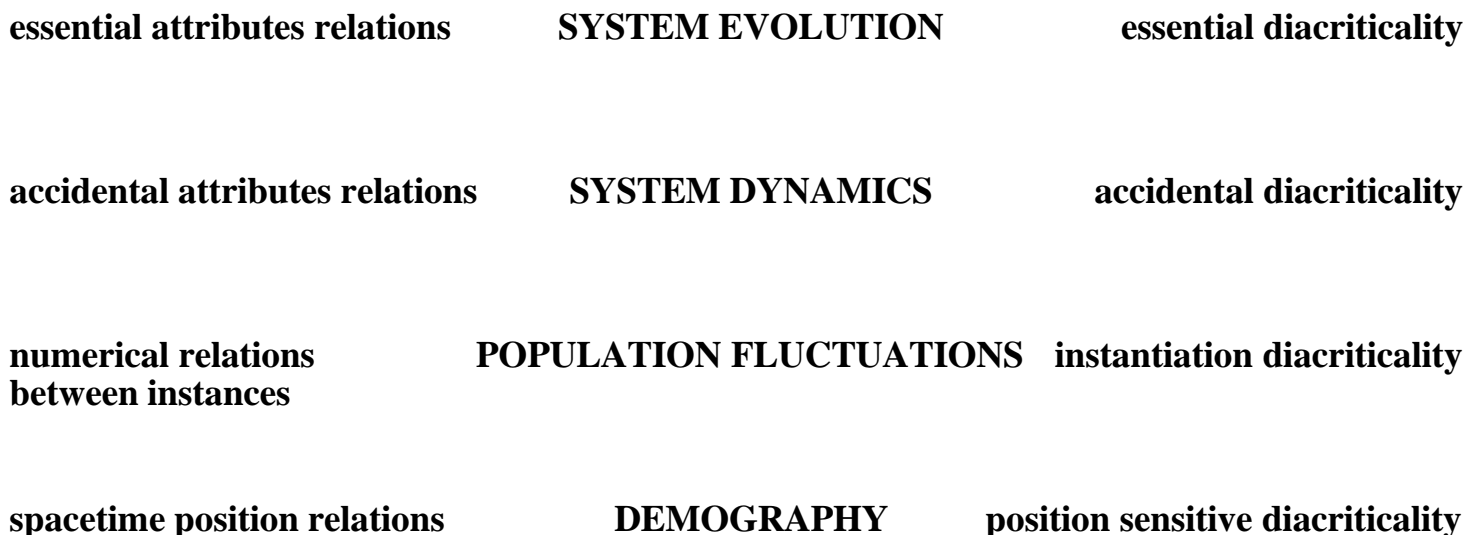 essential attributes relations SYSTEM EVOLUTION essential diacriticality
accidental attributes relations SYSTEM DYNAMICS accidental diacriticality
numerical relations POPULATION FLUCTUATIONS instantiation diacriticality
between instances
spacetime position relations DEMOGRAPHY position sensitive diacriticality